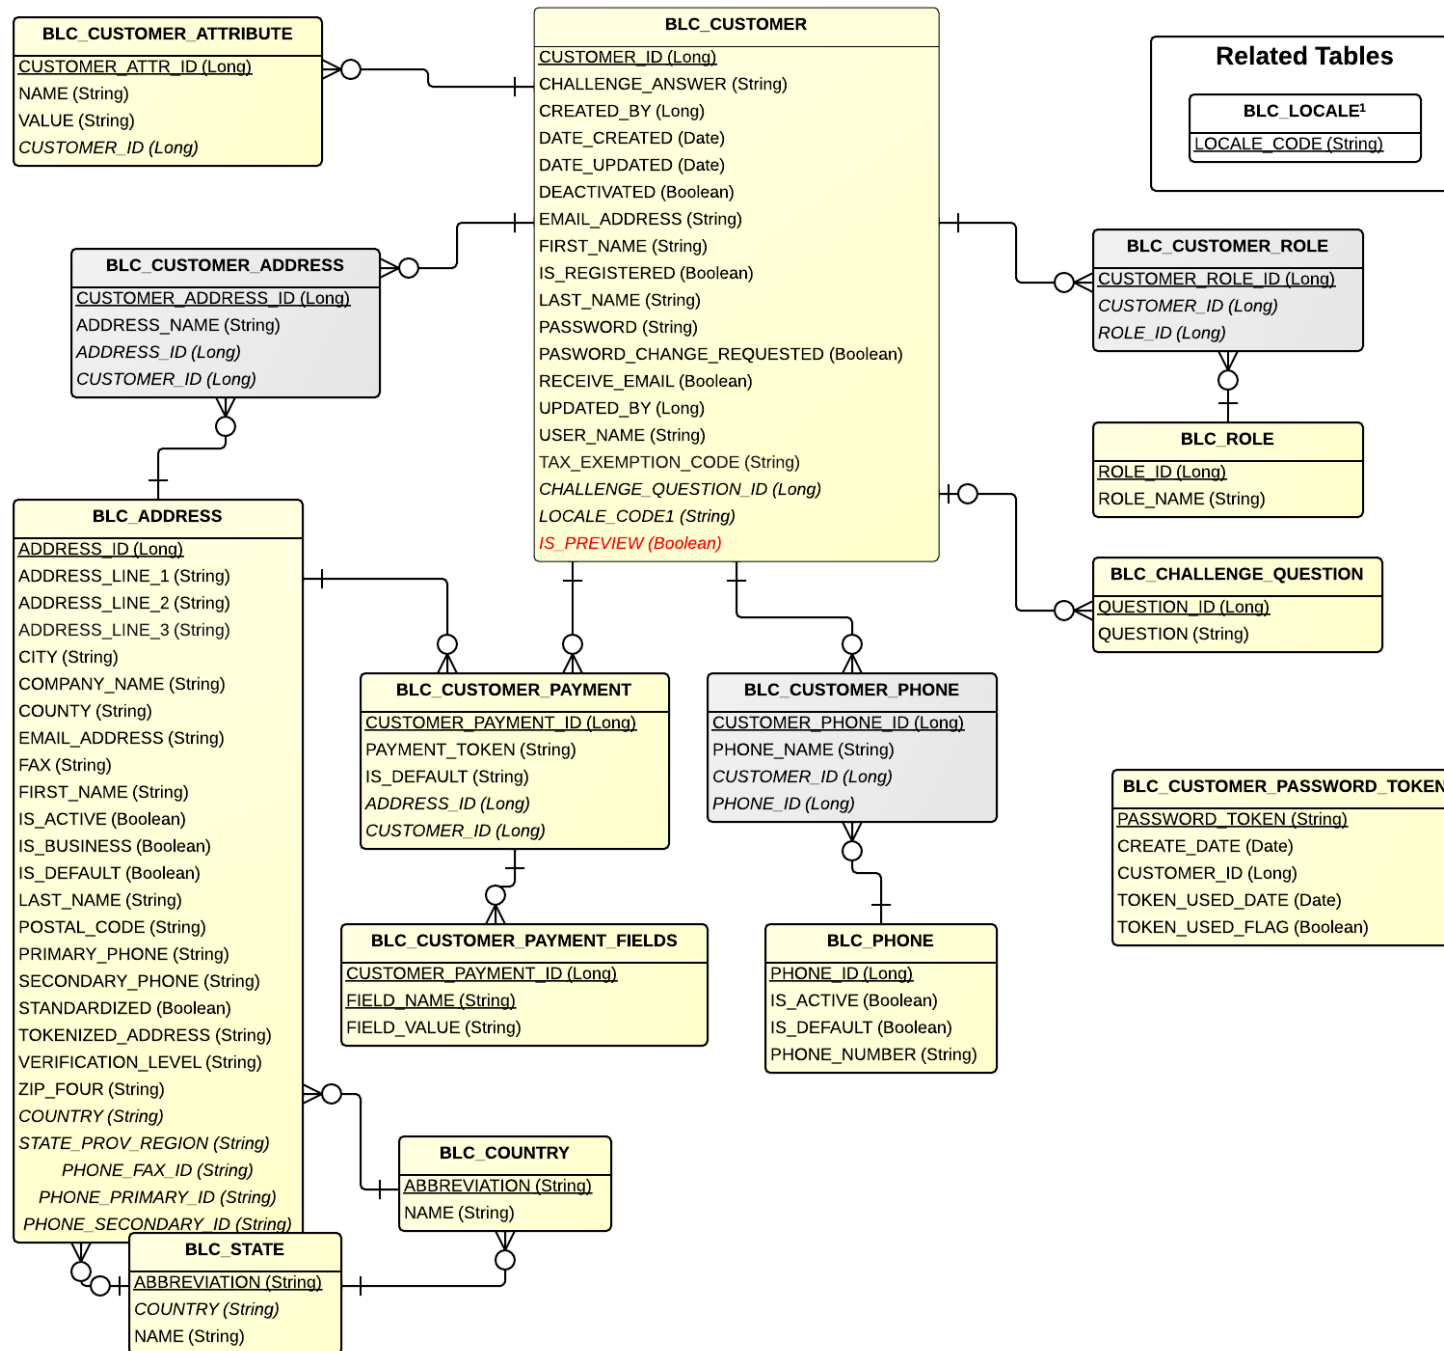 BLC_CUSTOMER_ATTRIBUTE
CUSTOMER_ATTR_ID (Long)
NAME (String)
VALUE (String)
CUSTOMER_ID (Long)
BLC_CUSTOMER
CUSTOMER_ID (Long)
CHALLENGE_ANSWER (String)
CREATED_BY (Long)
DATE_CREATED (Date)
DATE_UPDATED (Date)
DEACTIVATED (Boolean)
EMAIL_ADDRESS (String)
FIRST_NAME (String)
IS_REGISTERED (Boolean)
LAST_NAME (String)
PASSWORD (String)
PASWORD_CHANGE_REQUESTED (Boolean)
RECEIVE_EMAIL (Boolean)
UPDATED_BY (Long)
USER_NAME (String)
TAX_EXEMPTION_CODE (String)
CHALLENGE_QUESTION_ID (Long)
LOCALE_CODE1 (String)
IS_PREVIEW (Boolean)
Related Tables
BLC_LOCALE¹
LOCALE_CODE (String)
BLC_CUSTOMER_ADDRESS
CUSTOMER_ADDRESS_ID (Long)
ADDRESS_NAME (String)
ADDRESS_ID (Long)
CUSTOMER_ID (Long)
BLC_CUSTOMER_ROLE
CUSTOMER_ROLE_ID (Long)
CUSTOMER_ID (Long)
ROLE_ID (Long)
BLC_ROLE
ROLE_ID (Long)
ROLE_NAME (String)
BLC_CHALLENGE_QUESTION
QUESTION_ID (Long)
QUESTION (String)
BLC_ADDRESS
ADDRESS_ID (Long)
ADDRESS_LINE_1 (String)
ADDRESS_LINE_2 (String)
ADDRESS_LINE_3 (String)
CITY (String)
COMPANY_NAME (String)
COUNTY (String)
EMAIL_ADDRESS (String)
FAX (String)
FIRST_NAME (String)
IS_ACTIVE (Boolean)
IS_BUSINESS (Boolean)
IS_DEFAULT (Boolean)
LAST_NAME (String)
POSTAL_CODE (String)
PRIMARY_PHONE (String)
SECONDARY_PHONE (String)
STANDARDIZED (Boolean)
TOKENIZED_ADDRESS (String)
VERIFICATION_LEVEL (String)
ZIP_FOUR (String)
COUNTRY (String)
STATE_PROV_REGION (String)
PHONE_FAX_ID (String)
PHONE_PRIMARY_ID (String)
PHONE_SECONDARY_ID (String)
BLC_CUSTOMER_PAYMENT
CUSTOMER_PAYMENT_ID (Long)
PAYMENT_TOKEN (String)
IS_DEFAULT (String)
ADDRESS_ID (Long)
CUSTOMER_ID (Long)
BLC_CUSTOMER_PHONE
CUSTOMER_PHONE_ID (Long)
PHONE_NAME (String)
CUSTOMER_ID (Long)
PHONE_ID (Long)
BLC_CUSTOMER_PASSWORD_TOKEN
PASSWORD_TOKEN (String)
CREATE_DATE (Date)
CUSTOMER_ID (Long)
TOKEN_USED_DATE (Date)
TOKEN_USED_FLAG (Boolean)
BLC_CUSTOMER_PAYMENT_FIELDS
CUSTOMER_PAYMENT_ID (Long)
FIELD_NAME (String)
FIELD_VALUE (String)
BLC_PHONE
PHONE_ID (Long)
IS_ACTIVE (Boolean)
IS_DEFAULT (Boolean)
PHONE_NUMBER (String)
BLC_COUNTRY
ABBREVIATION (String)
NAME (String)
BLC_STATE
ABBREVIATION (String)
COUNTRY (String)
NAME (String)